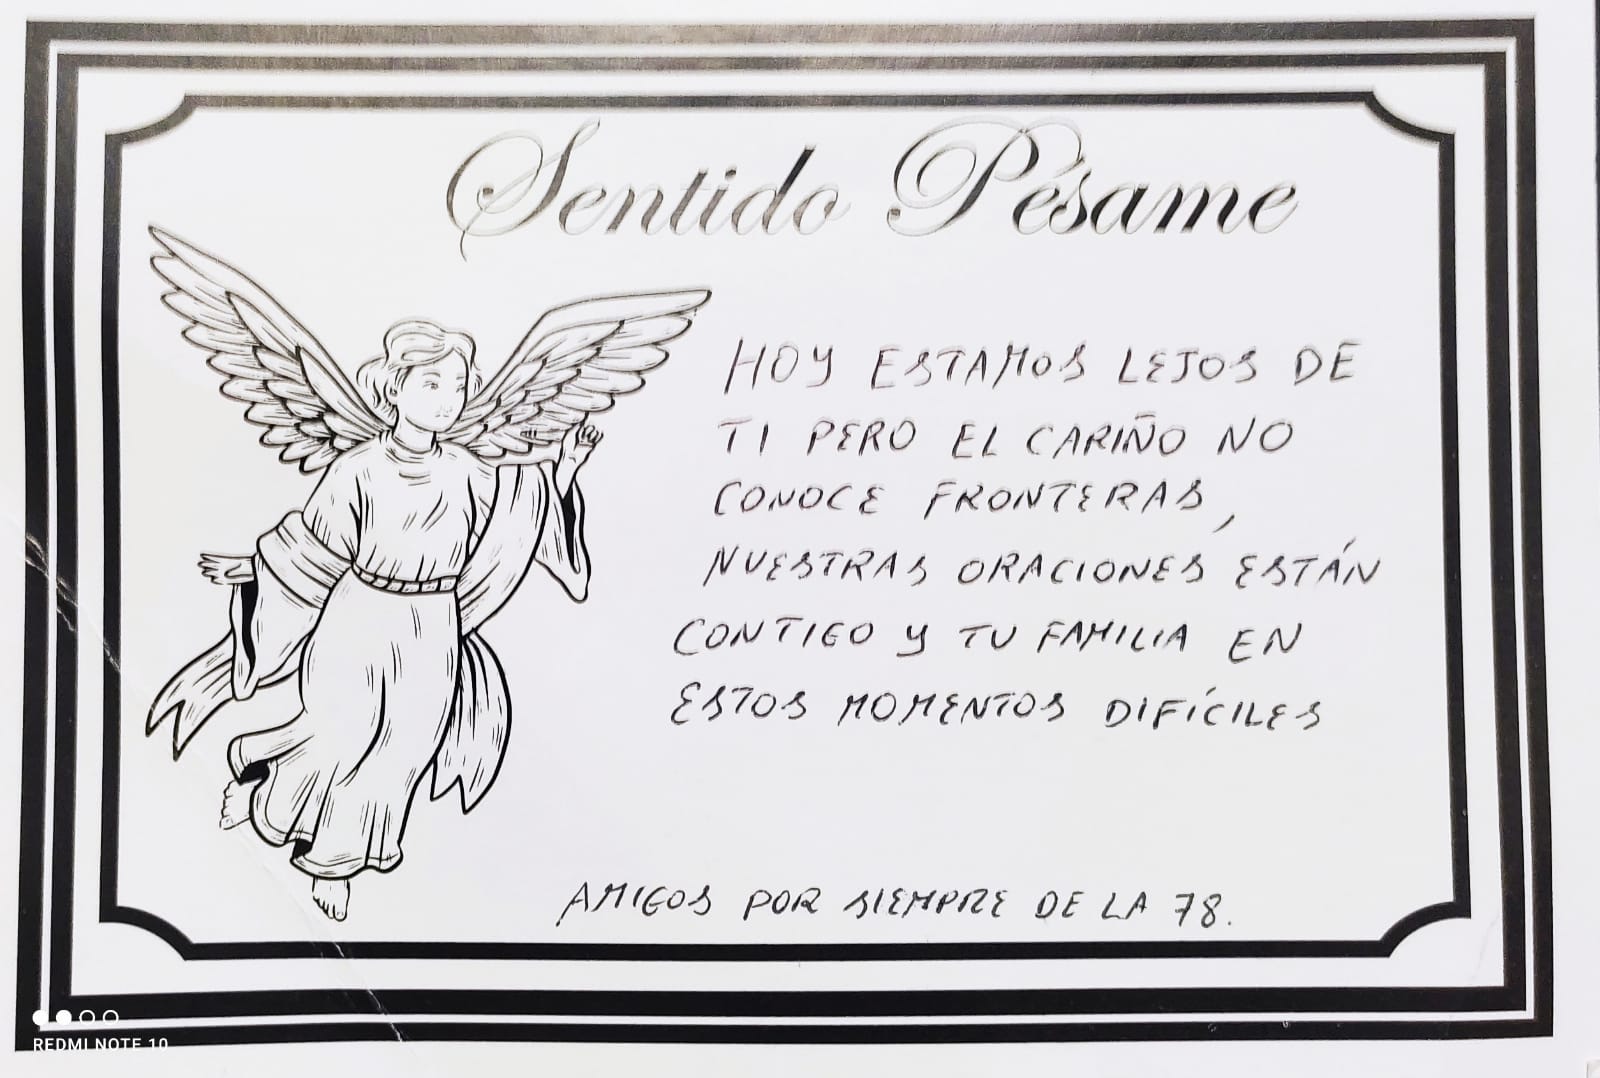 Sentido Pésame
HOY ESTAMOS LEJOS DE
TI PERO EL CARIÑO NO
CONOCE FRONTERAS,
NUESTRAS ORACIONES ESTÁN
CONTIGO Y TU FAMILIA EN
ESTOS MOMENTOS DIFÍCILES
AMIGOS POR SIEMPRE DE LA 78.
REDMI NOTE 10